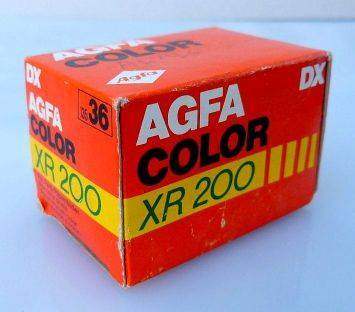 AGFA
COLOR
Agfa
DX
AGFA
COLOR
XR 200
135
36
AGFA
COLOR
XR 200
DX